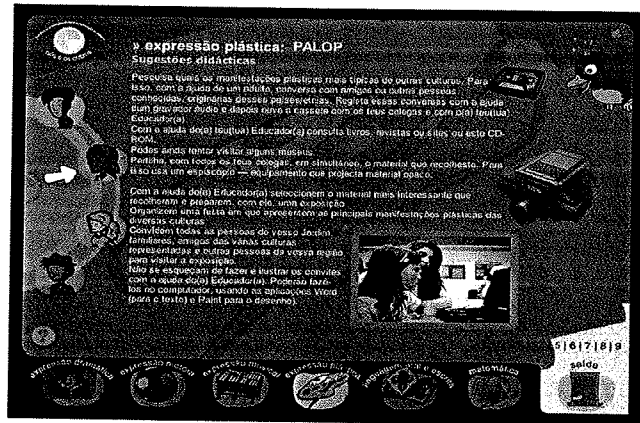 » expressão plástica: PALOP
Sugestões didácticas
Pesquisa quais as manifestações plásticas mais típicas de outras culturas. Para
isso, com a ajuda de um adulto, conversa com amigos ou outras pessoas
conhecidas, originárias desses países/etnias. Regista essas conversas com a ajuda
dum gravador áudio e depois ouve a cassete com os teus colegas e com o(a) teu(tua)
Educador(a)
Com a ajuda do(a) teu(tua) Educador(a) consulta livros, revistas ou sites ou este CD-
ROM.
Podes ainda tentar visitar alguns museus
Partilha, com todos os teus colegas, em simultâneo, o material que recolheste. Para
isso usa um episcópio — equipamento que projecta material opaco.
Com a ajuda do(a) Educador(a) seleccionem o material mais interessante que
recolheram e preparem, com ele, uma exposição
Organizem uma festa em que apresentem as principais manifestações plásticas das
diversas culturas
Convidem todas as pessoas do vosso Jardim,
familiares, amigos das várias culturas
representadas e outras pessoas da vossa região
para visitar a exposição.
Não se esqueçam de fazer e ilustrar os convites
com a ajuda do(a) Educador(a). Poderão fazê-
los no computador, usando as aplicações Word
(para o texto) e Paint para o desenho).
5|6|7|8|9
expressão dramática
expressão motora
expressão musical
expressão plástica
linguagem oral e escrita
matemática
saída